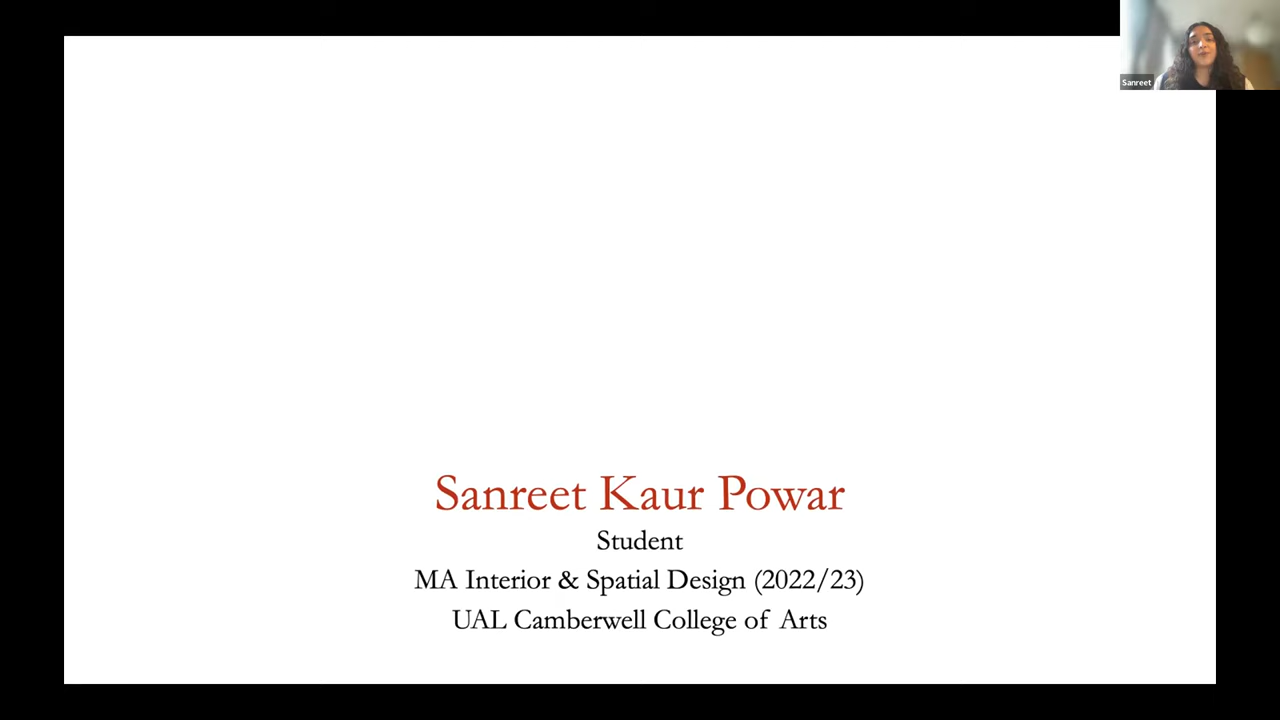 Sanreet
Sanreet Kaur Powar
Student
MA Interior & Spatial Design (2022/23)
UAL Camberwell College of Arts